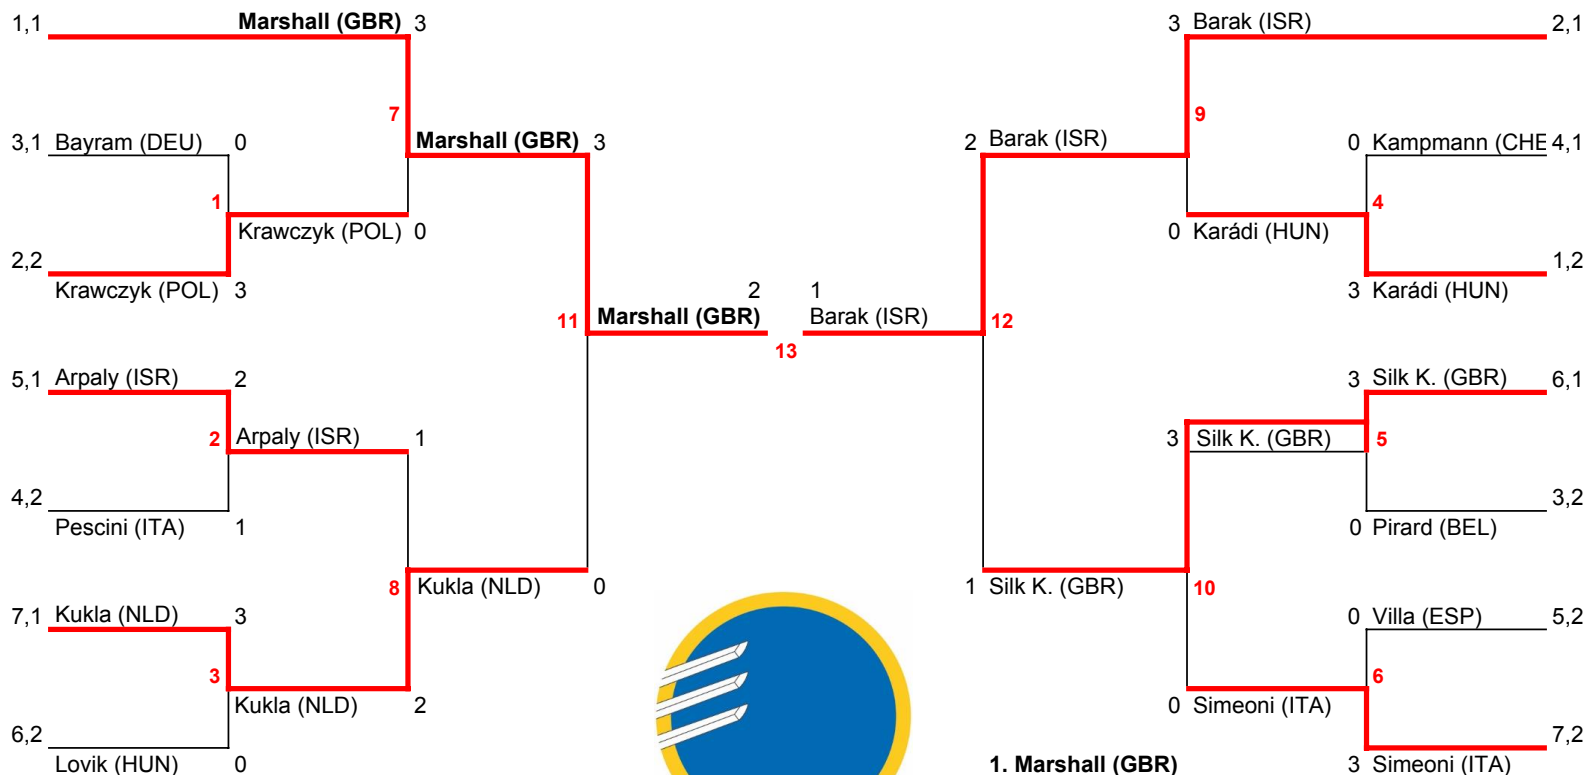 1,1 Marshall (GBR) 3 3 Barak (ISR) 2,1
7 9
3,1 Bayram (DEU) 0 Marshall (GBR) 3 2 Barak (ISR) 0 Kampmann (CHE 4,1
1 4
Krawczyk (POL) 0 0 Karádi (HUN)
2,2 1,2
Krawczyk (POL) 3 3 Karádi (HUN)
2 1
11 Marshall (GBR) Barak (ISR) 12
13
5,1 Arpaly (ISR) 2 3 Silk K. (GBR) 6,1
2 Arpaly (ISR) 1 3 Silk K. (GBR) 5
4,2 3,2
Pescini (ITA) 1 0 Pirard (BEL)
8 Kukla (NLD) 0 1 Silk K. (GBR) 10
7,1 Kukla (NLD) 3 0 Villa (ESP) 5,2
3 6
Kukla (NLD) 2 0 Simeoni (ITA)
6,2 7,2
Lovik (HUN) 0 1. Marshall (GBR) 3 Simeoni (ITA)